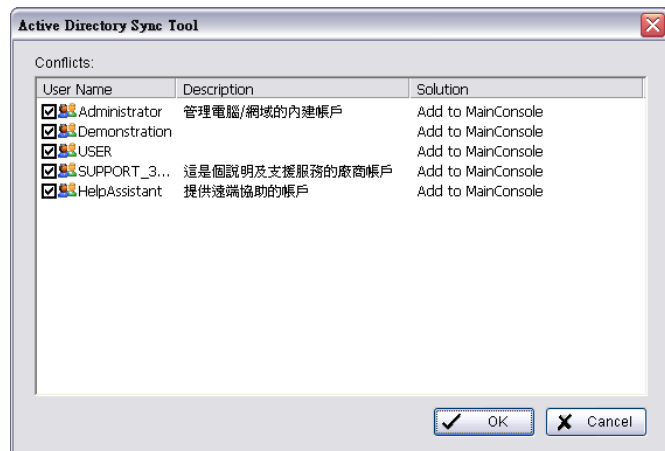 Active Directory Sync Tool
Conflicts:
User Name Description Solution
Administrator 管理電腦/網域的內建帳戶 Add to MainConsole
Demonstration Add to MainConsole
USER Add to MainConsole
SUPPORT_3... 這是個說明及支援服務的廠商帳戶 Add to MainConsole
HelpAssistant 提供遠端協助的帳戶 Add to MainConsole
OK Cancel